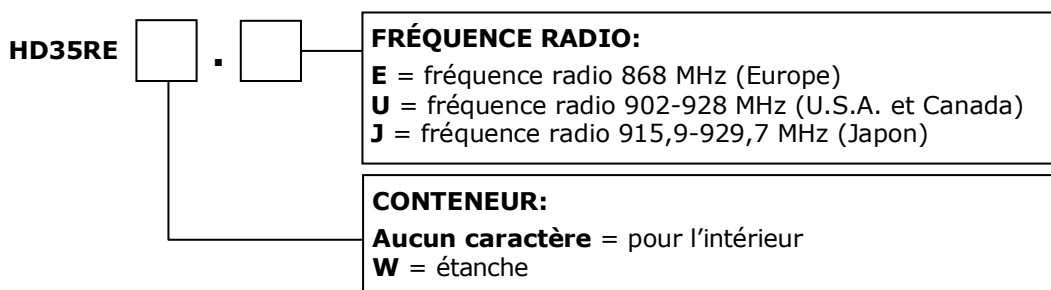 HD35RE .
FRÉQUENCE RADIO:
E = fréquence radio 868 MHz (Europe)
U = fréquence radio 902-928 MHz (U.S.A. et Canada)
J = fréquence radio 915,9-929,7 MHz (Japon)
CONTENEUR:
Aucun caractère = pour l’intérieur
W = étanche